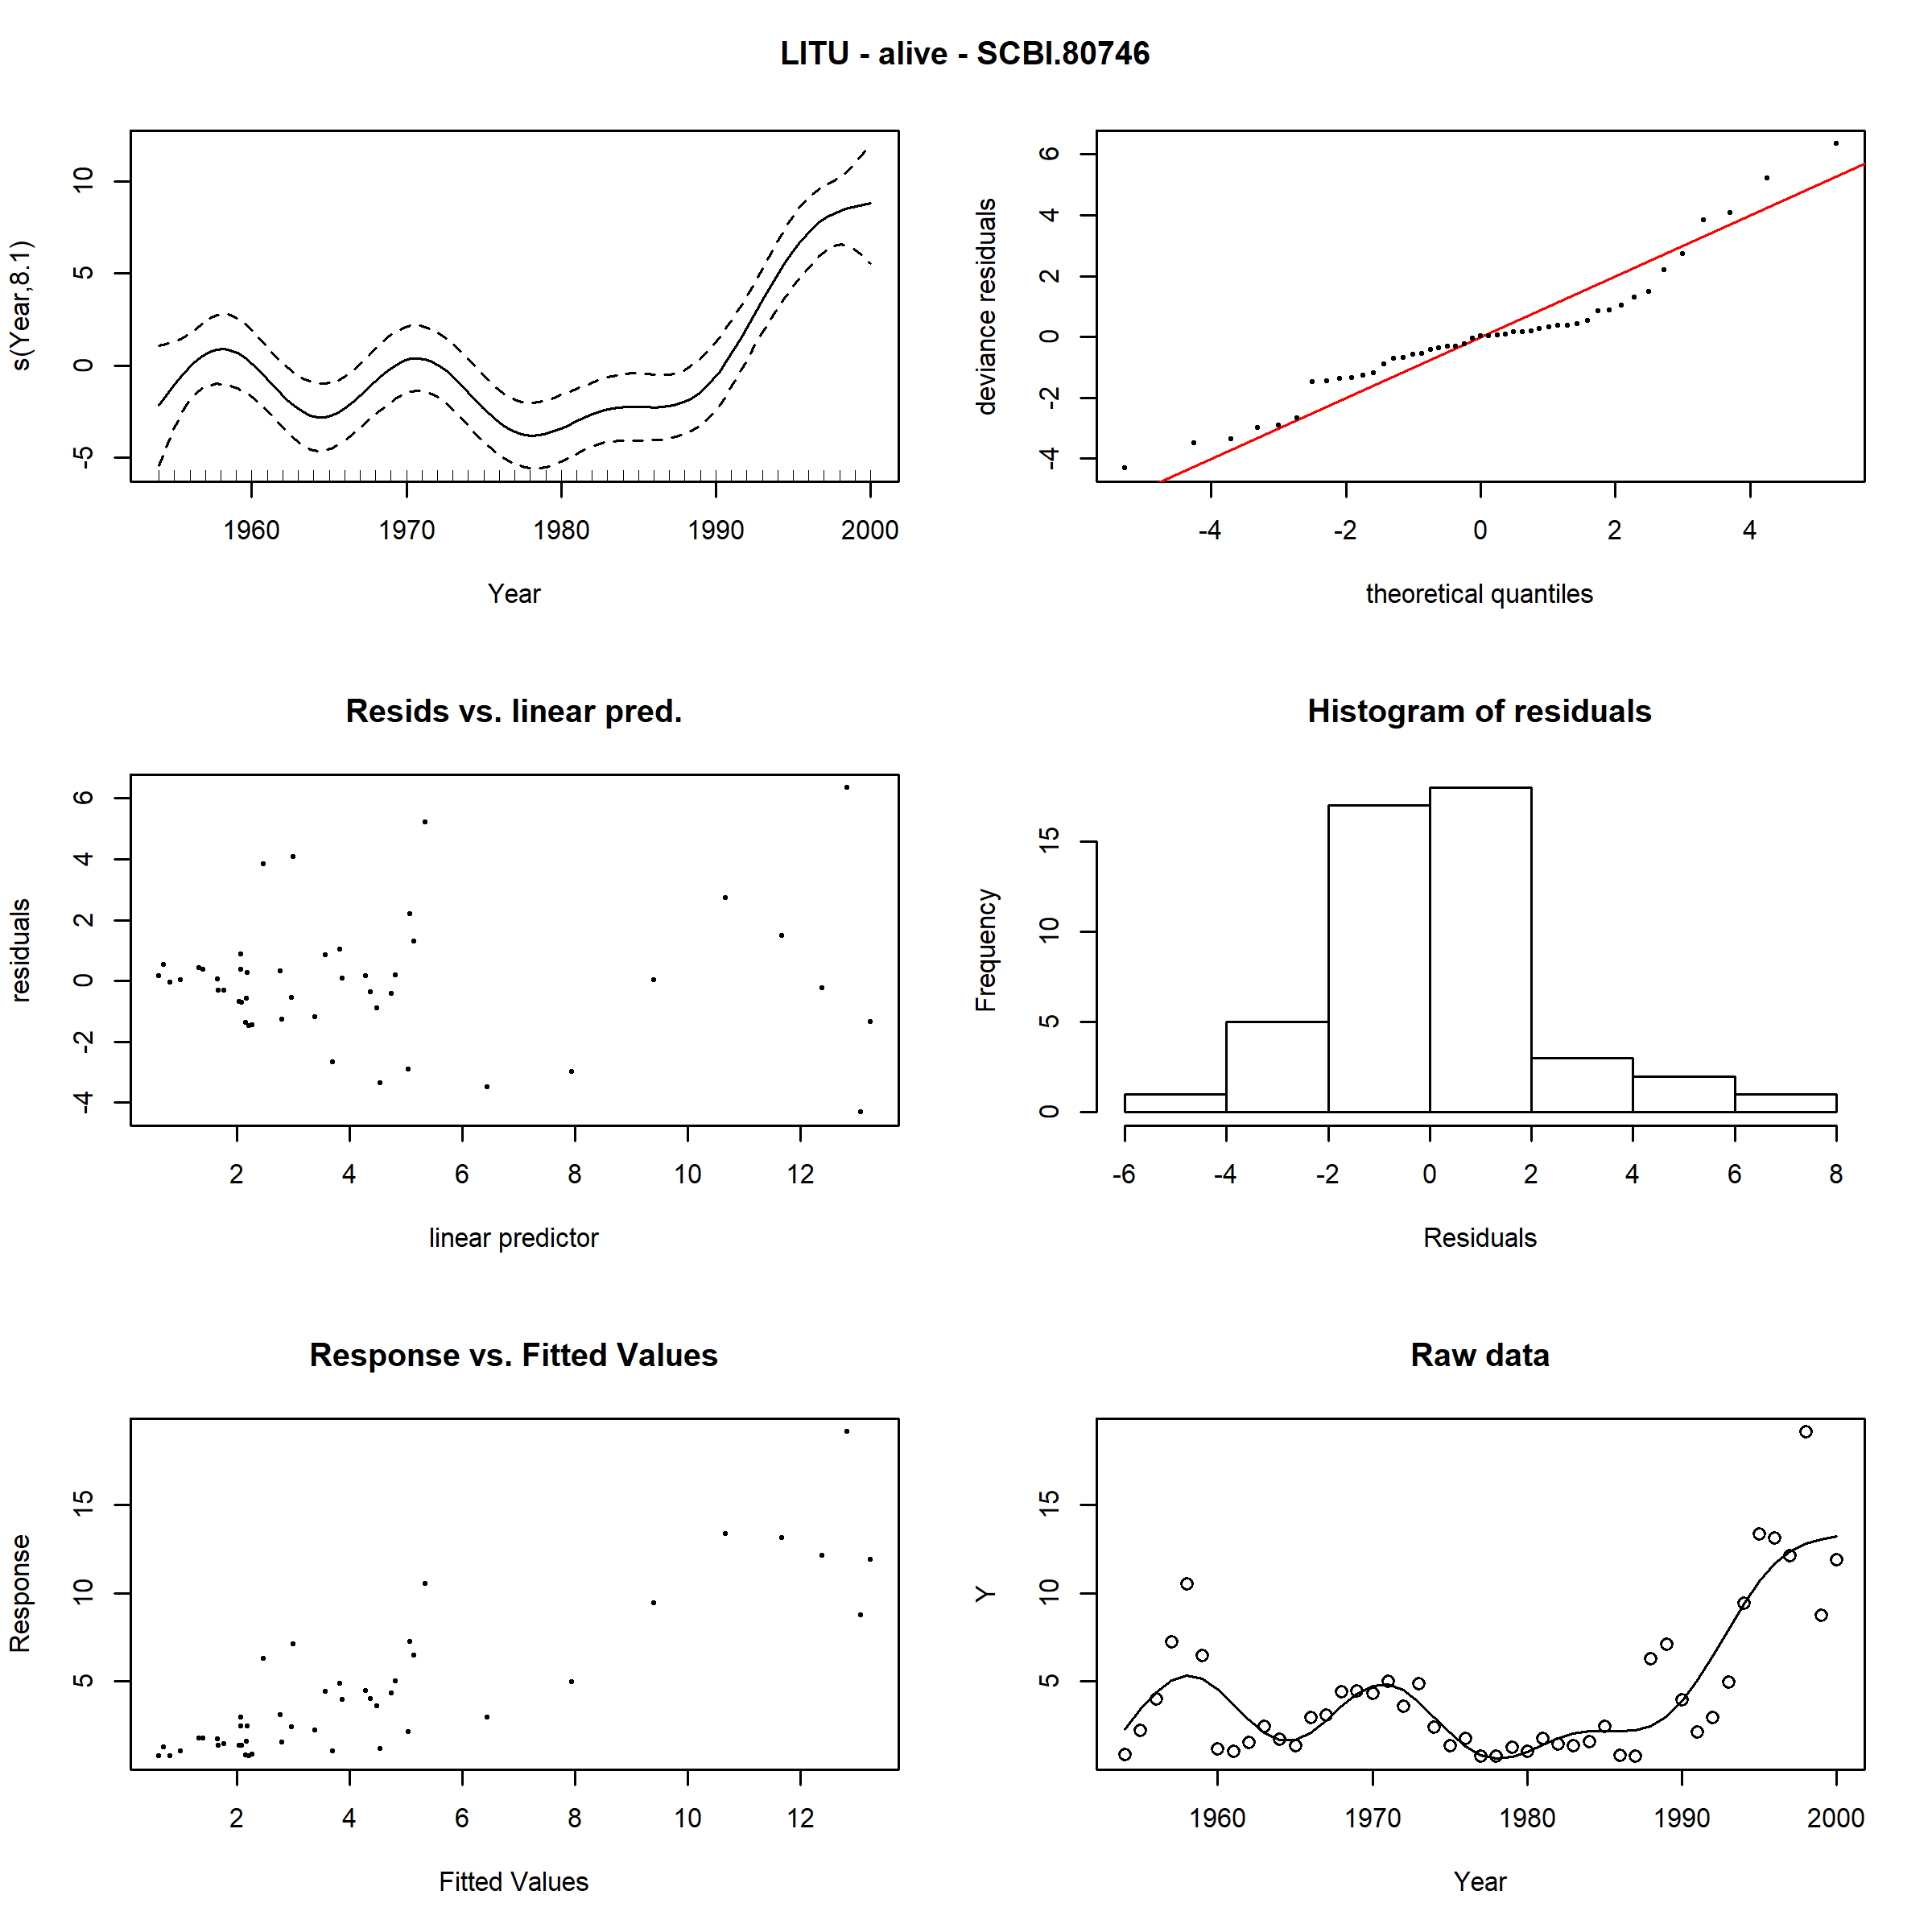 LITU - alive - SCBI.80746
s(Year,8.1)
-5 0 5 10
1960 1970 1980 1990 2000
Year
deviance residuals
-4 -2 0 2 4 6
-4 -2 0 2 4
theoretical quantiles
Resids vs. linear pred.
residuals
-4 -2 0 2 4 6
2 4 6 8 10 12
linear predictor
Histogram of residuals
Frequency
0 5 10 15
-6 -4 -2 0 2 4 6 8
Residuals
Response vs. Fitted Values
Response
5 10 15
2 4 6 8 10 12
Fitted Values
Raw data
Y
5 10 15
1960 1970 1980 1990 2000
Year